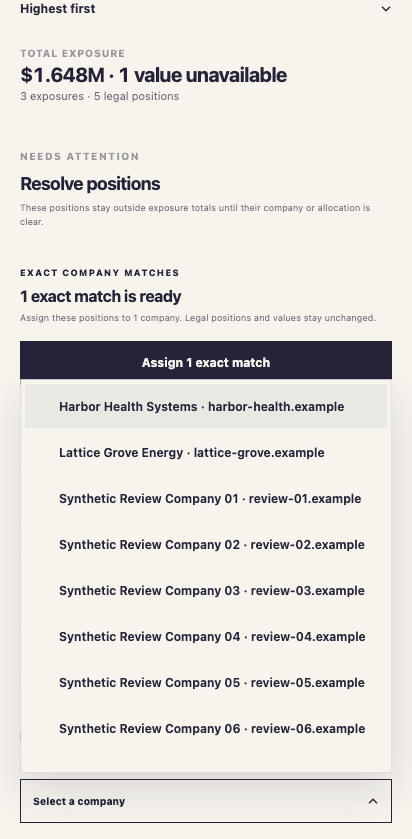 Highest first
TOTAL EXPOSURE
$1.648M · 1 value unavailable
3 exposures · 5 legal positions
NEEDS ATTENTION
Resolve positions
These positions stay outside exposure totals until their company or allocation is
clear.
EXACT COMPANY MATCHES
1 exact match is ready
Assign these positions to 1 company. Legal positions and values stay unchanged.
Assign 1 exact match
Harbor Health Systems · harbor-health.example
Lattice Grove Energy · lattice-grove.example
Synthetic Review Company 01 · review-01.example
Synthetic Review Company 02 · review-02.example
Synthetic Review Company 03 · review-03.example
Synthetic Review Company 04 · review-04.example
Synthetic Review Company 05 · review-05.example
Synthetic Review Company 06 · review-06.example
Select a company